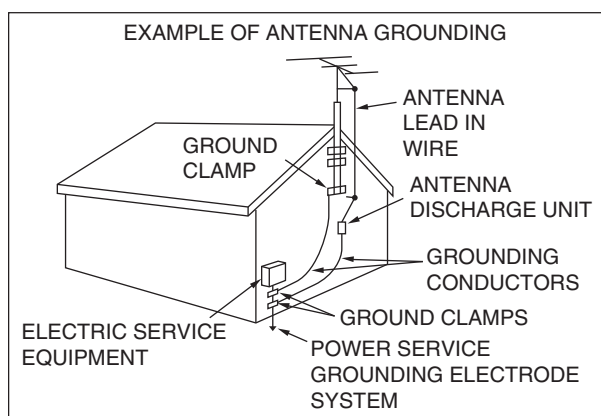 EXAMPLE OF ANTENNA GROUNDING
ANTENNA
LEAD IN
WIRE
GROUND
CLAMP
ANTENNA
DISCHARGE UNIT
GROUNDING
CONDUCTORS
GROUND CLAMPS
ELECTRIC SERVICE
EQUIPMENT
POWER SERVICE
GROUNDING ELECTRODE
SYSTEM